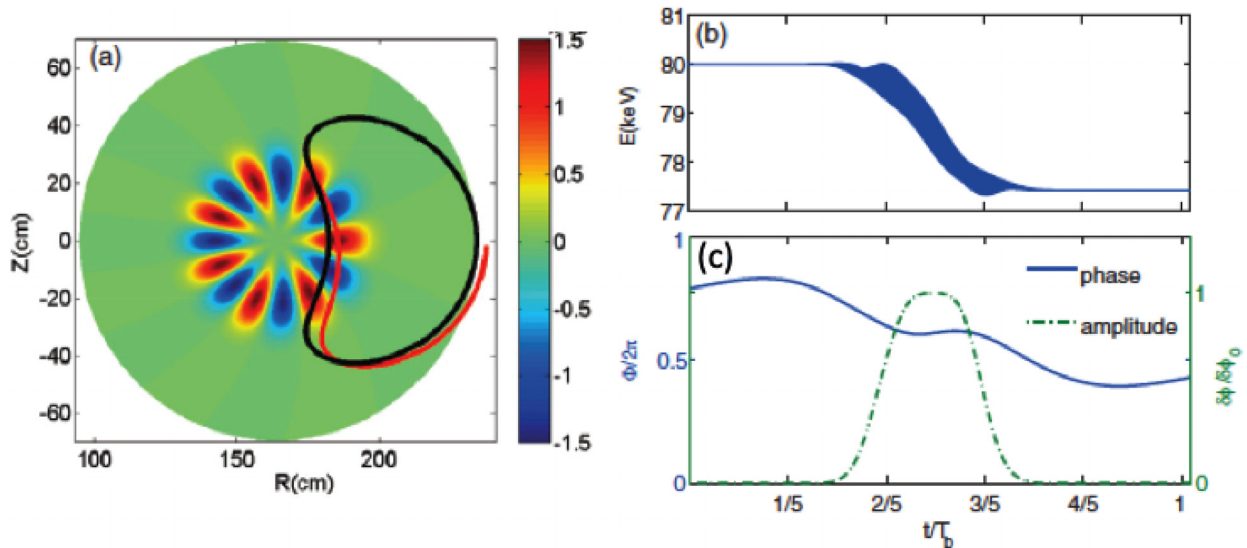 (a)
Z(cm)
60
40
20
0
-20
-40
-60
100
150
200
R(cm)
1.5
1
0.5
0
-0.5
-1
-1.5
(b)
E(keV)
80
79
78
77
(c)
Φ/2π
1
0.5
0
phase
amplitude
1
0
δϕ/δϕ₀
1/5
2/5
3/5
4/5
1
t/T_b